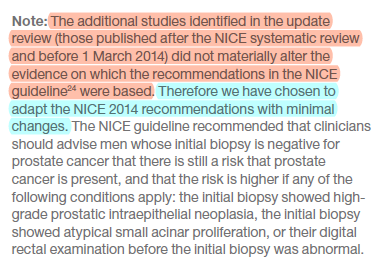 Note: The additional studies identified in the update
review (those published after the NICE systematic review
and before 1 March 2014) did not materially alter the
evidence on which the recommendations in the NICE
guideline24 were based. Therefore we have chosen to
adapt the NICE 2014 recommendations with minimal
changes. The NICE guideline recommended that clinicians
should advise men whose initial biopsy is negative for
prostate cancer that there is still a risk that prostate
cancer is present, and that the risk is higher if any of the
following conditions apply: the initial biopsy showed high-
grade prostatic intraepithelial neoplasia, the initial biopsy
showed atypical small acinar proliferation, or their digital
rectal examination before the initial biopsy was abnormal.